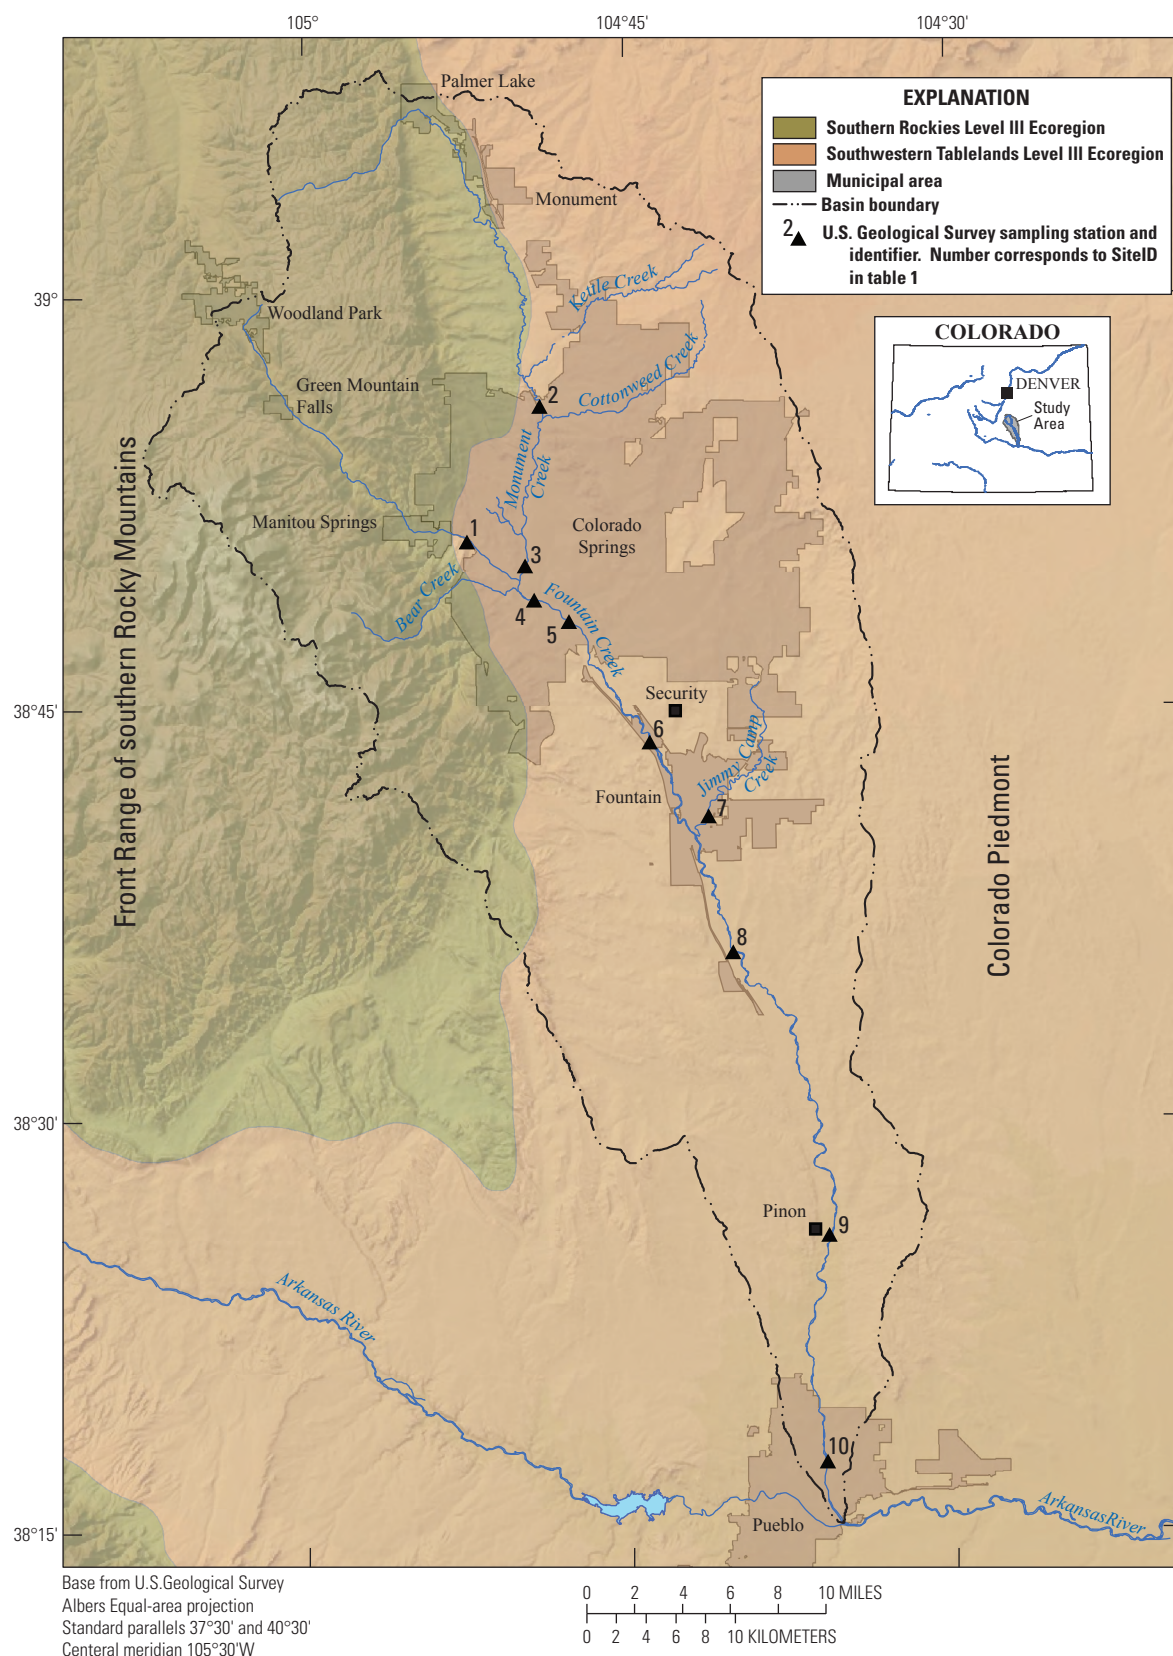 105°
104°45'
104°30'
Palmer Lake
EXPLANATION
Southern Rockies Level III Ecoregion
Southwestern Tablelands Level III Ecoregion
Municipal area
Basin boundary
2
U.S. Geological Survey sampling station and
identifier. Number corresponds to SiteID
in table 1
Monument
Kettle Creek
39°
Woodland Park
COLORADO
DENVER
Study
Area
Green Mountain
Falls
2
Cottonweed Creek
Monument
Creek
Manitou Springs
1
Colorado
Springs
3
Bear Creek
4
5
Fountain Creek
Front Range of southern Rocky Mountains
Security
38°45'
6
Jimmy Camp
Creek
Fountain
7
Colorado Piedmont
8
38°30'
Pinon
9
Arkansas River
10
ArkansasRiver
Pueblo
38°15'
Base from U.S.Geological Survey
Albers Equal-area projection
Standard parallels 37°30' and 40°30'
Centeral meridian 105°30'W
0 2 4 6 8 10 MILES
0 2 4 6 8 10 KILOMETERS